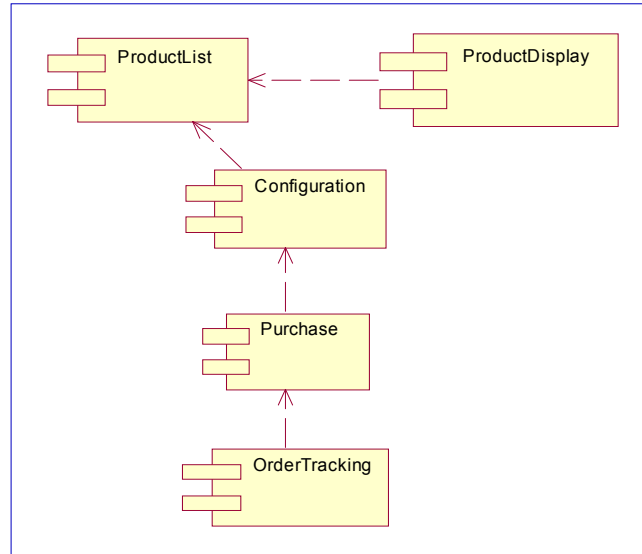 ProductList
ProductDisplay
Configuration
Purchase
OrderTracking